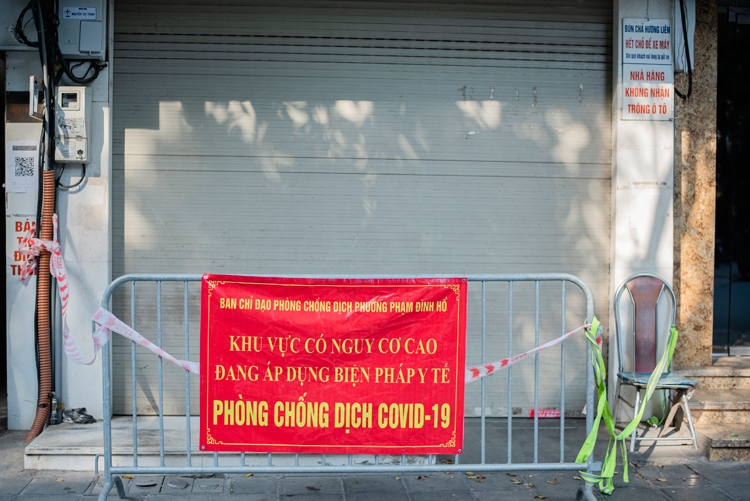 BÚN CHẢ HƯƠNG LIÊN
HẾT CHỖ ĐỂ XE MÁY
NHÀ HÀNG
KHÔNG NHẬN
TRÔNG Ô TÔ
BÁN
BAN CHỈ ĐẠO PHÒNG CHỐNG DỊCH PHƯỜNG PHẠM ĐÌNH HỔ
KHU VỰC CÓ NGUY CƠ CAO
ĐANG ÁP DỤNG BIỆN PHÁP Y TẾ
PHÒNG CHỐNG DỊCH COVID-19